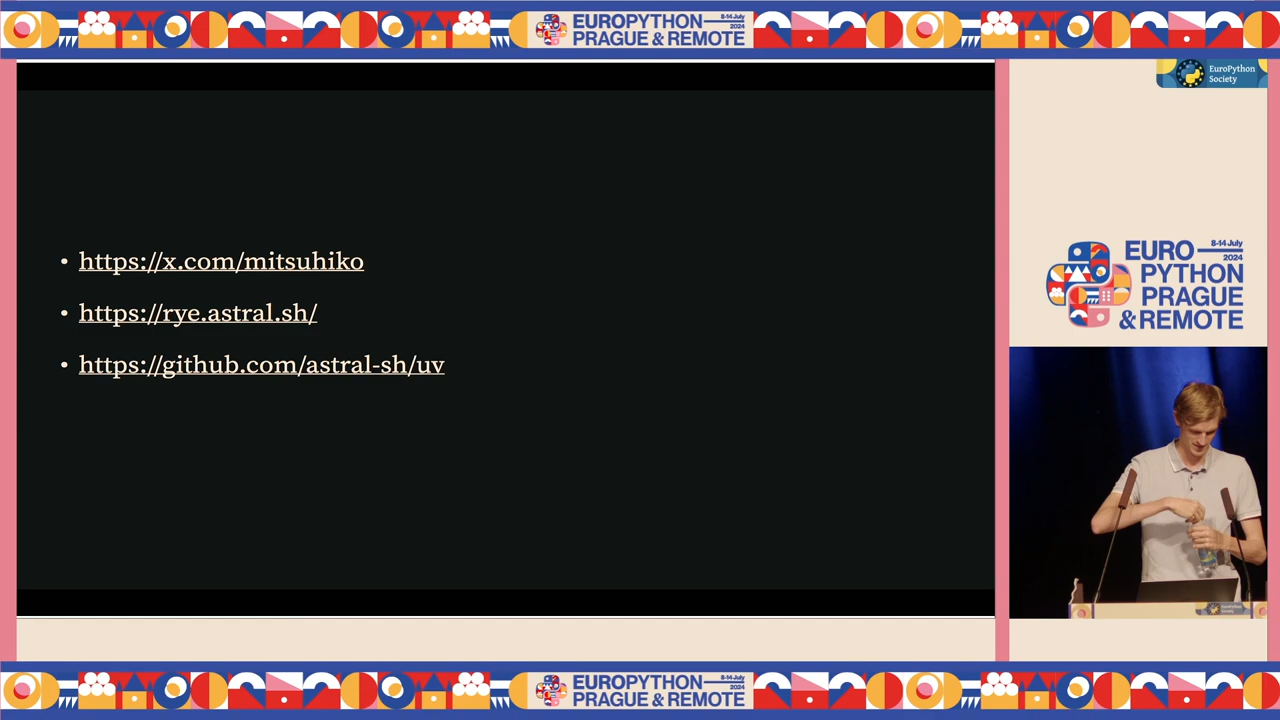 EUROPYTHON 8-14 July
PRAGUE & REMOTE 2024
EuroPython
Society
• https://x.com/mitsuhiko
• https://rye.astral.sh/
• https://github.com/astral-sh/uv
EURO 8-14 July
2024
PYTHON
PRAGUE
& REMOTE
EUROPYTHON 8-14 July
PRAGUE & REMOTE 2024